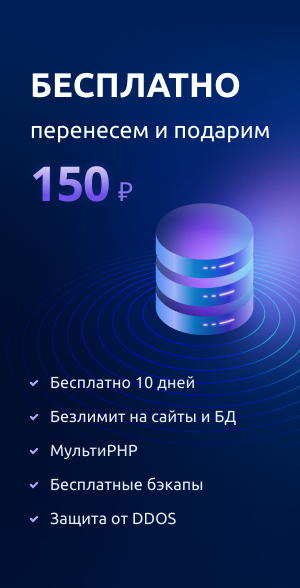 БЕСПЛАТНО
перенесем и подарим
150 ₽
Бесплатно 10 дней
Безлимит на сайты и БД
МультиPHP
Бесплатные бэкапы
Защита от DDOS